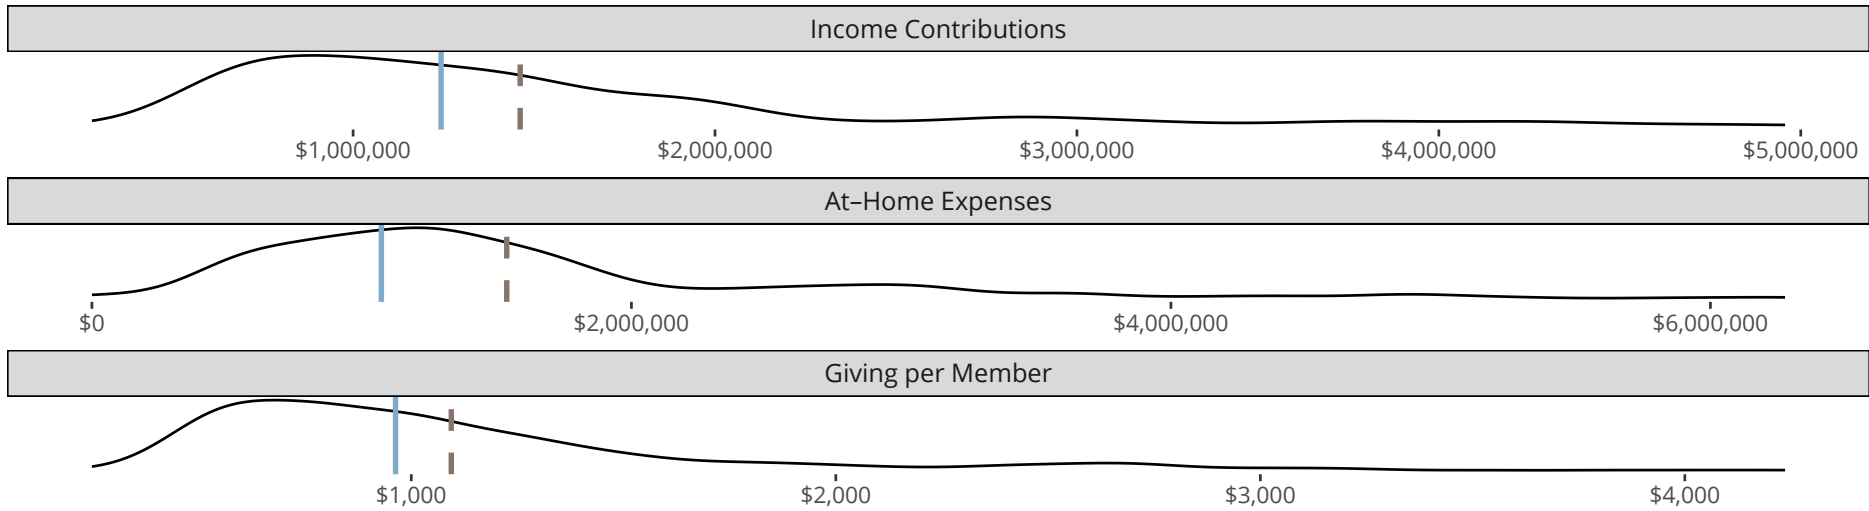 Income Contributions
$1,000,000 $2,000,000 $3,000,000 $4,000,000 $5,000,000
At–Home Expenses
$0 $2,000,000 $4,000,000 $6,000,000
Giving per Member
$1,000 $2,000 $3,000 $4,000